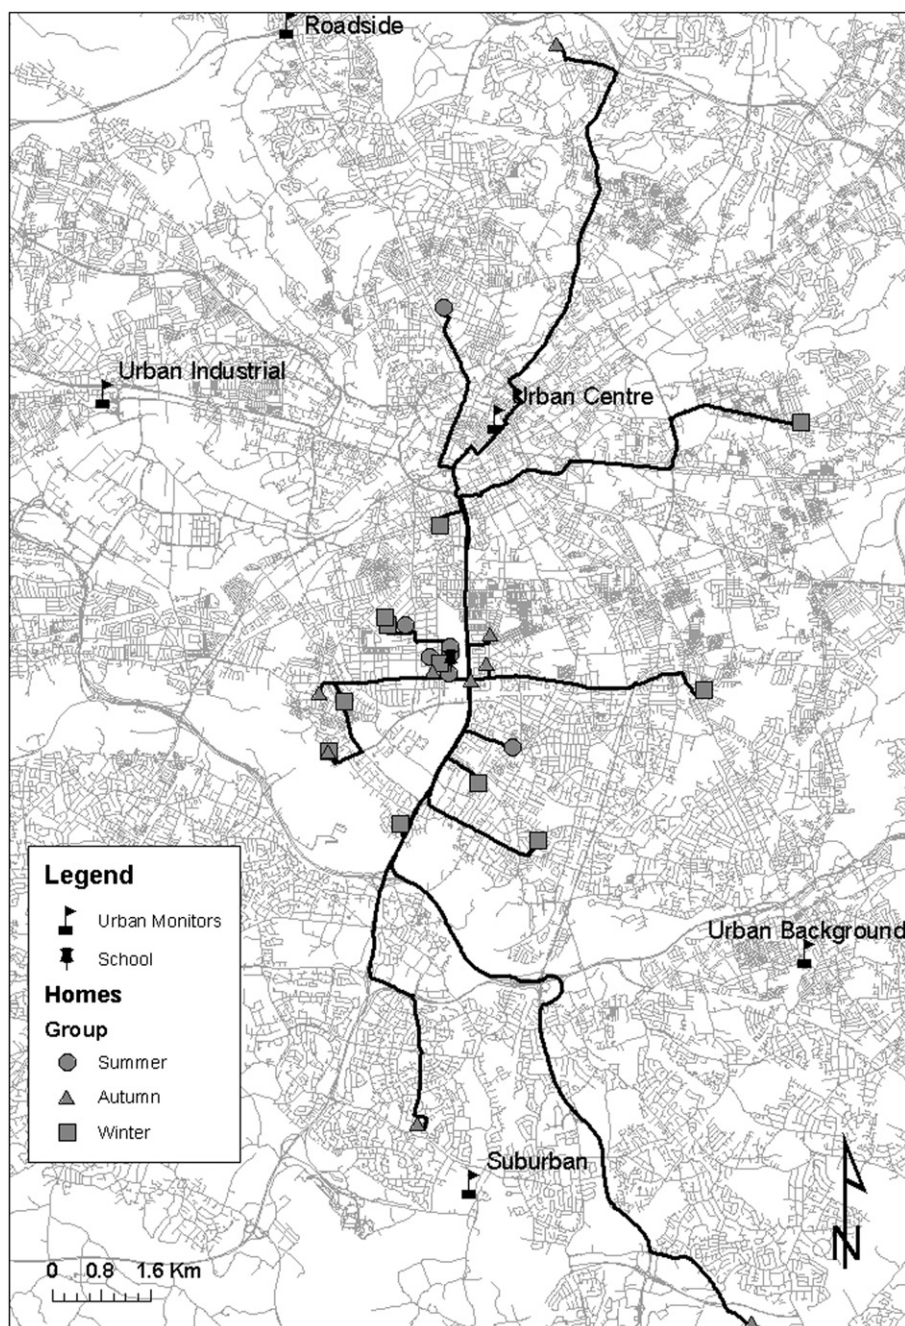 Roadside
Urban Industrial
Urban Centre
Urban Background
Legend
Urban Monitors
School
Homes
Group
Summer
Autumn
Winter
Suburban
0 0.8 1.6 Km
N